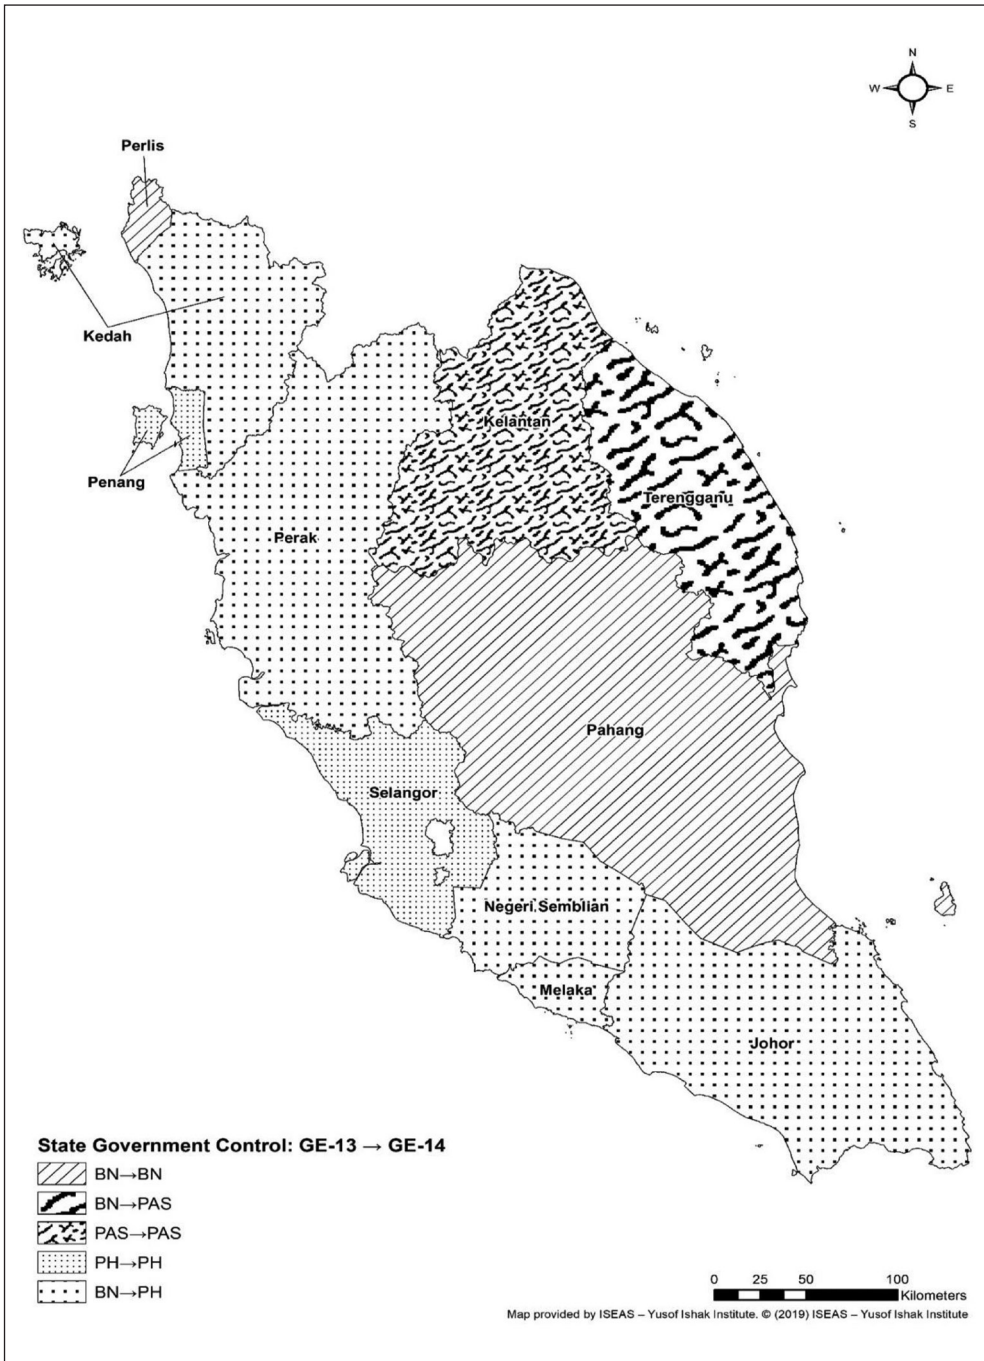 N
W E
S
Perlis
Kedah
Penang
Kelantan
Terengganu
Perak
Pahang
Selangor
Negeri Semblian
Melaka
Johor
State Government Control: GE-13 → GE-14
BN→BN
BN→PAS
PAS→PAS
PH→PH
BN→PH
0 25 50 100
Kilometers
Map provided by ISEAS – Yusof Ishak Institute. © (2019) ISEAS – Yusof Ishak Institute